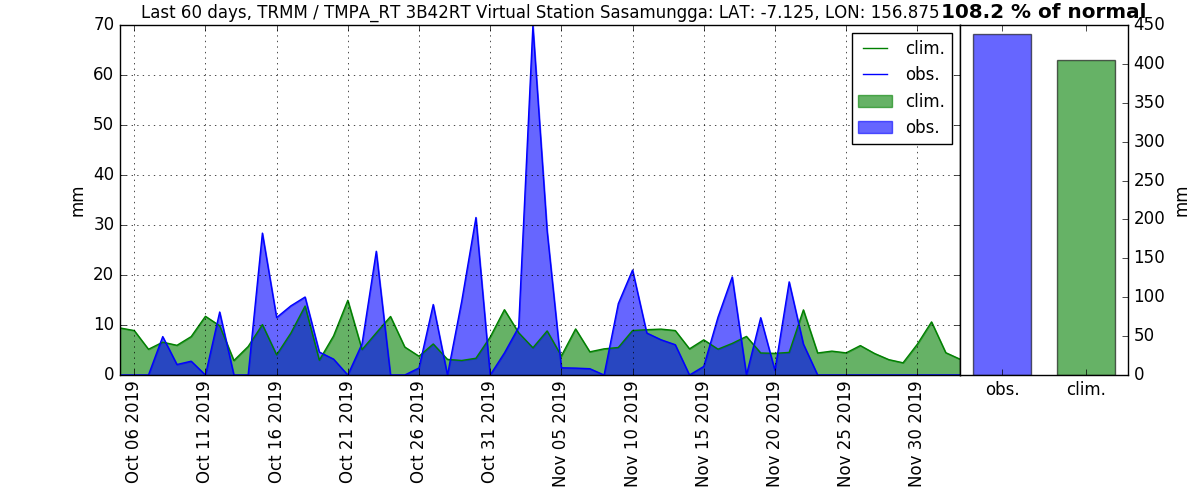 Last 60 days, TRMM / TMPA_RT 3B42RT Virtual Station Sasamungga: LAT: -7.125, LON: 156.875
108.2 % of normal
70
60
50
40
30
20
10
0
mm
clim.
obs.
clim.
obs.
Oct 06 2019
Oct 11 2019
Oct 16 2019
Oct 21 2019
Oct 26 2019
Oct 31 2019
Nov 05 2019
Nov 10 2019
Nov 15 2019
Nov 20 2019
Nov 25 2019
Nov 30 2019
450
400
350
300
250
200
150
100
50
0
mm
obs.
clim.